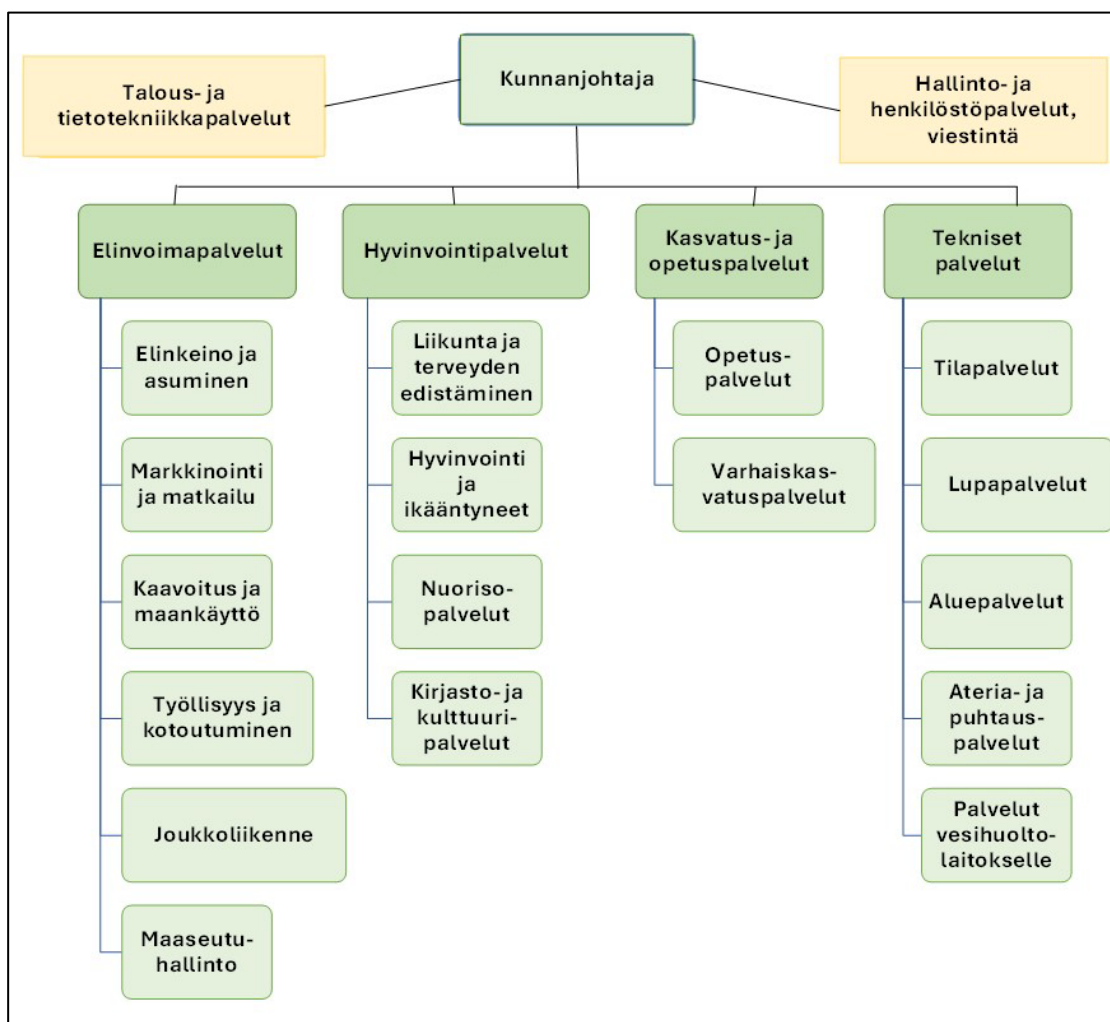 Kunnanjohtaja
Talous- ja
tietotekniikkapalvelut
Hallinto- ja
henkilöstöpalvelut,
viestintä
Elinvoimapalvelut
Elinkeino ja
asuminen
Markkinointi
ja matkailu
Kaavoitus ja
maankäyttö
Työllisyys ja
kotoutuminen
Joukkoliikenne
Maaseutu-
hallinto
Hyvinvointipalvelut
Liikunta ja
terveyden
edistäminen
Hyvinvointi
ja
ikääntyneet
Nuoriso-
palvelut
Kirjasto- ja
kulttuuri-
palvelut
Kasvatus- ja
opetuspalvelut
Opetus-
palvelut
Varhaiskas-
vatuspalvelut
Tekniset
palvelut
Tilapalvelut
Lupapalvelut
Aluepalvelut
Ateria- ja
puhtaus-
palvelut
Palvelut
vesihuolto-
laitokselle